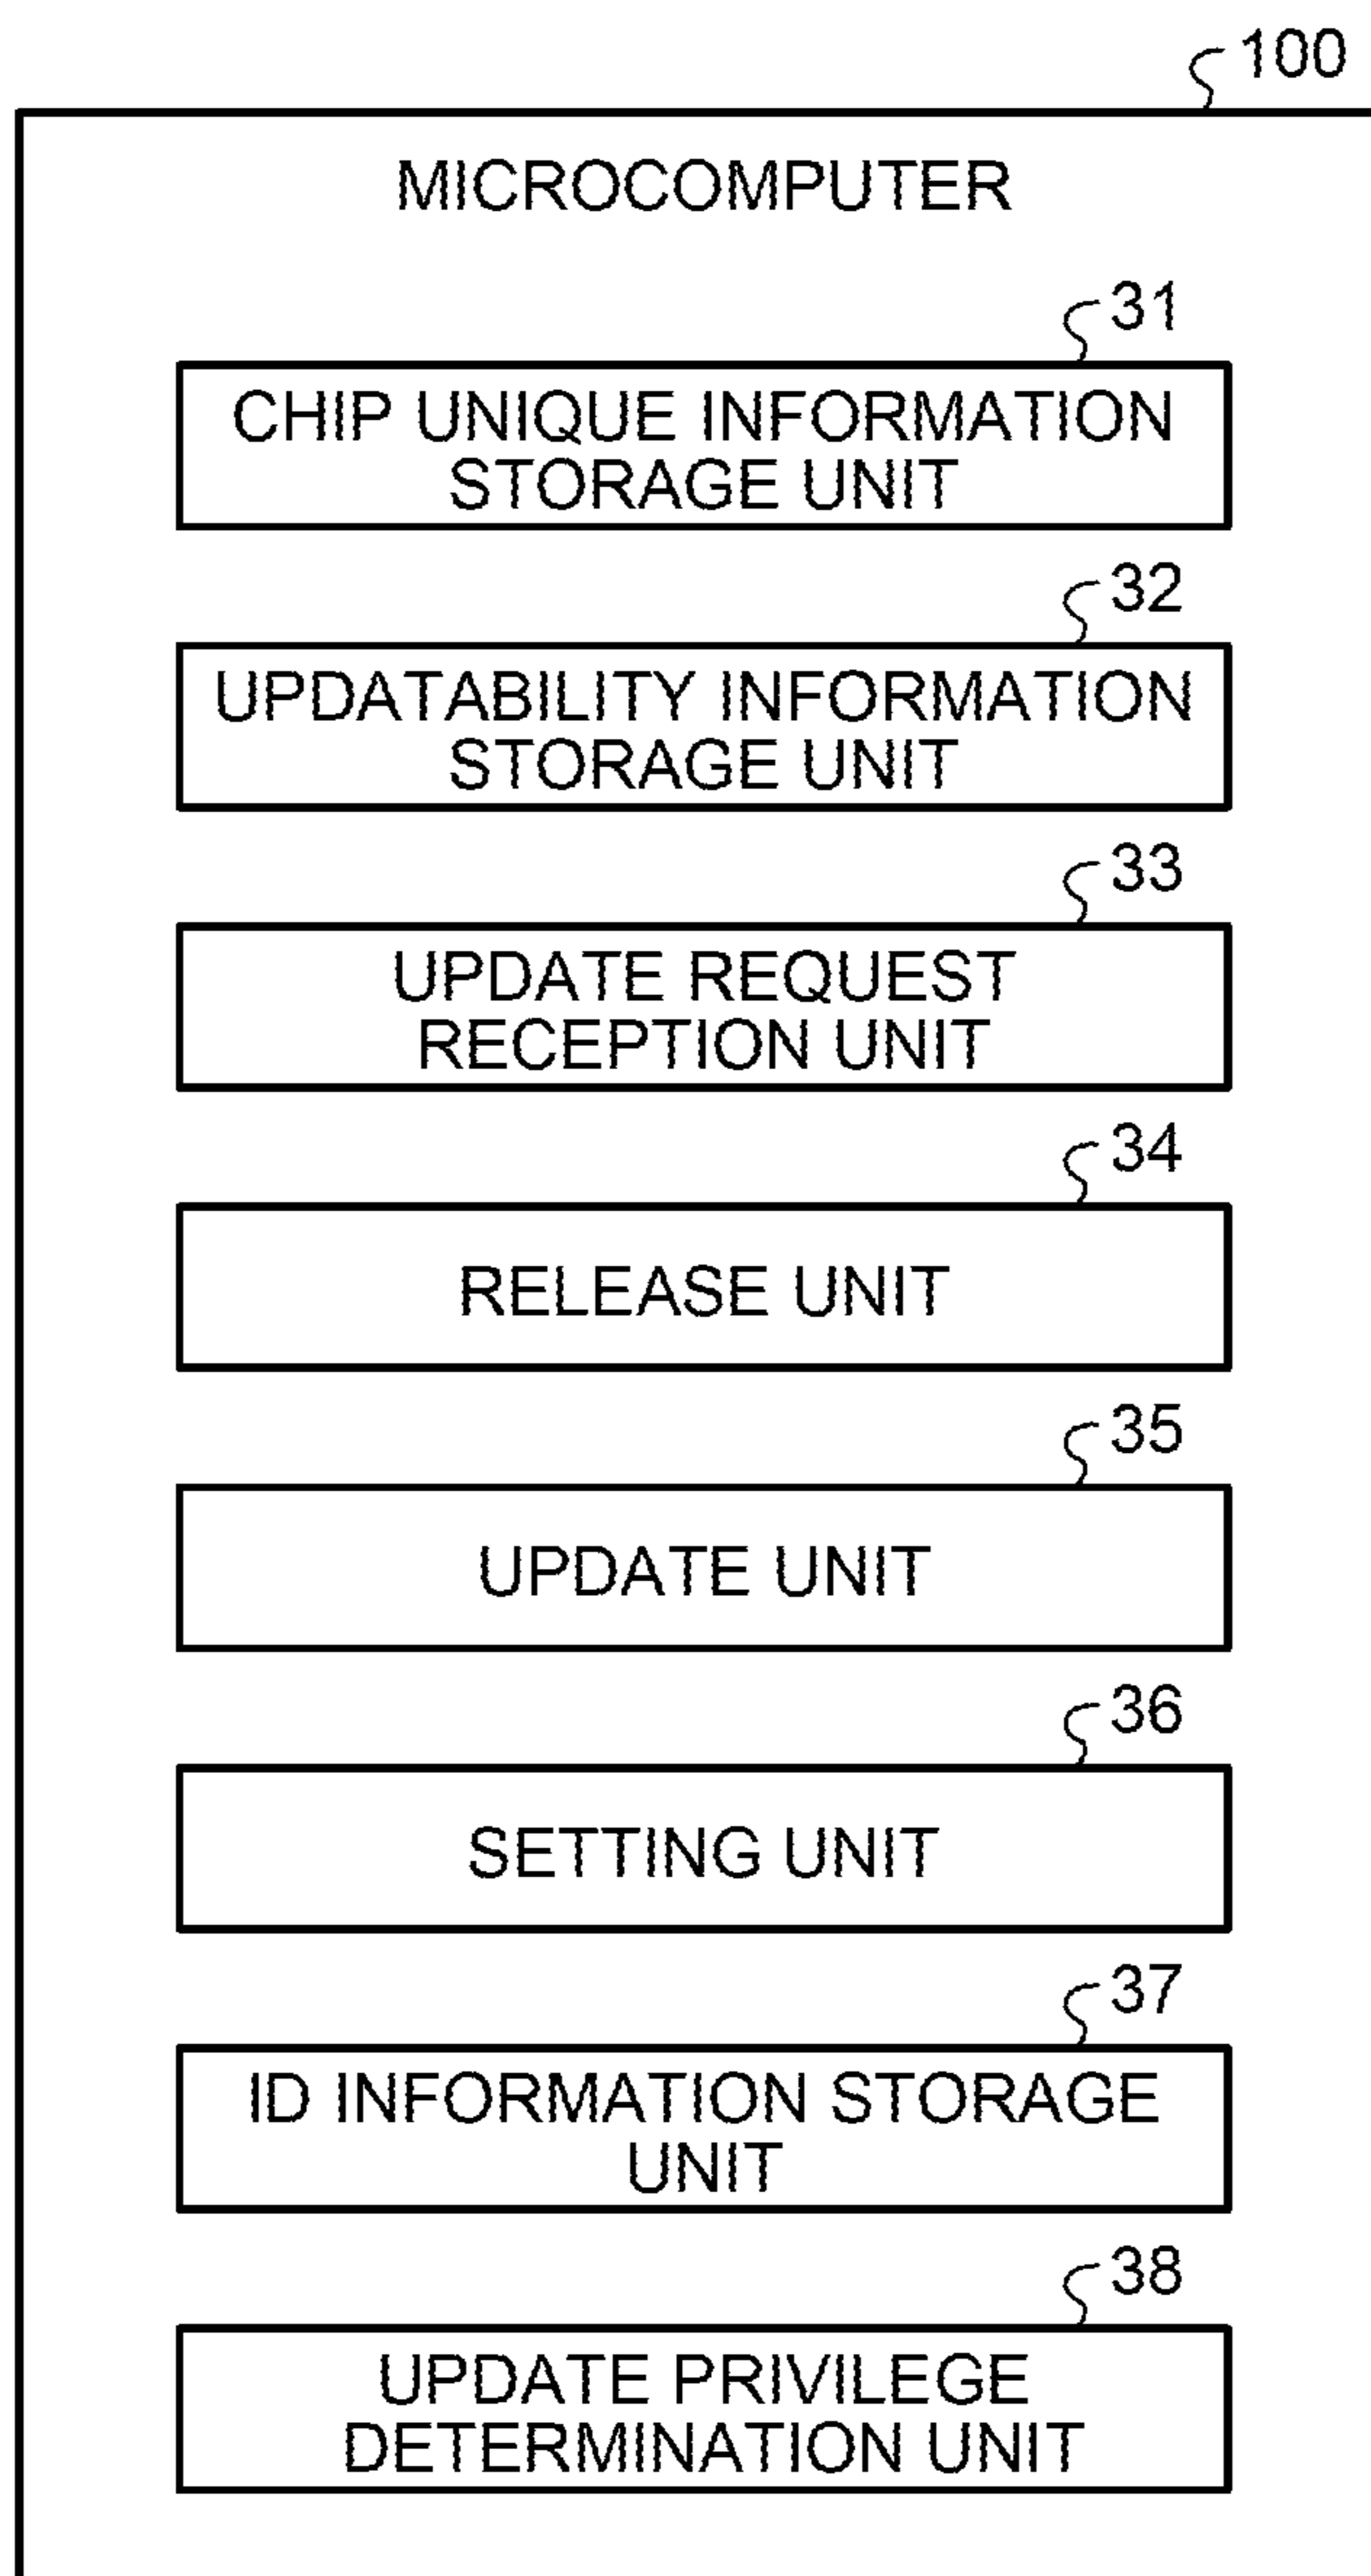 100
MICROCOMPUTER
31
CHIP UNIQUE INFORMATION
STORAGE UNIT
32
UPDATABILITY INFORMATION
STORAGE UNIT
33
UPDATE REQUEST
RECEPTION UNIT
34
RELEASE UNIT
35
UPDATE UNIT
36
SETTING UNIT
37
ID INFORMATION STORAGE
UNIT
38
UPDATE PRIVILEGE
DETERMINATION UNIT